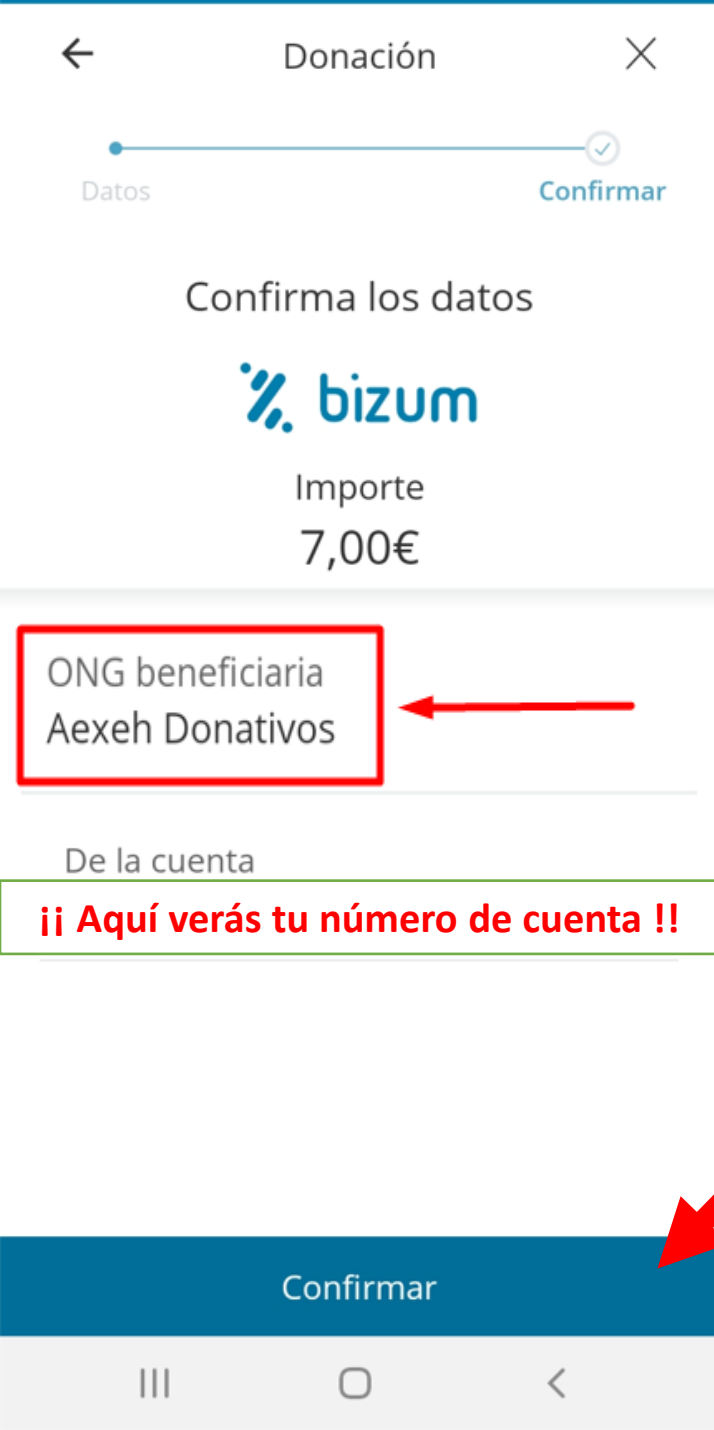 Donación
Datos
Confirmar
Confirma los datos
bizum
Importe
7,00€
ONG beneficiaria
Aexeh Donativos
De la cuenta
¡¡ Aquí verás tu número de cuenta !!
Confirmar